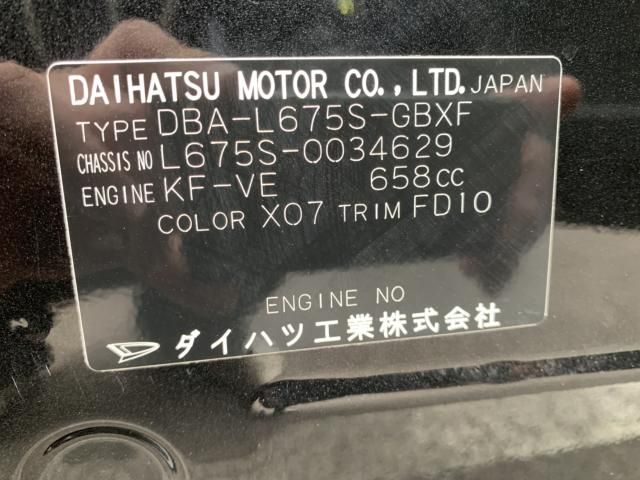 DAIHATSU MOTOR CO.,LTD. JAPAN
TYPE DBA-L675S-GBXF
CHASSIS NO L675S-0034629
ENGINE KF-VE 658cc
COLOR X07 TRIM FD10
ENGINE NO
ダイハツ工業株式会社